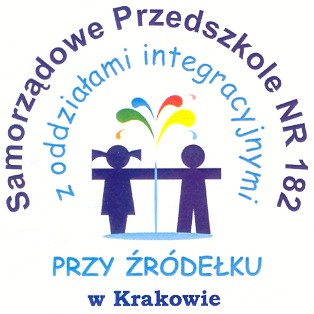 Samorządowe Przedszkole NR 182
z oddziałami integracyjnymi
PRZY ŹRÓDEŁKU
w Krakowie